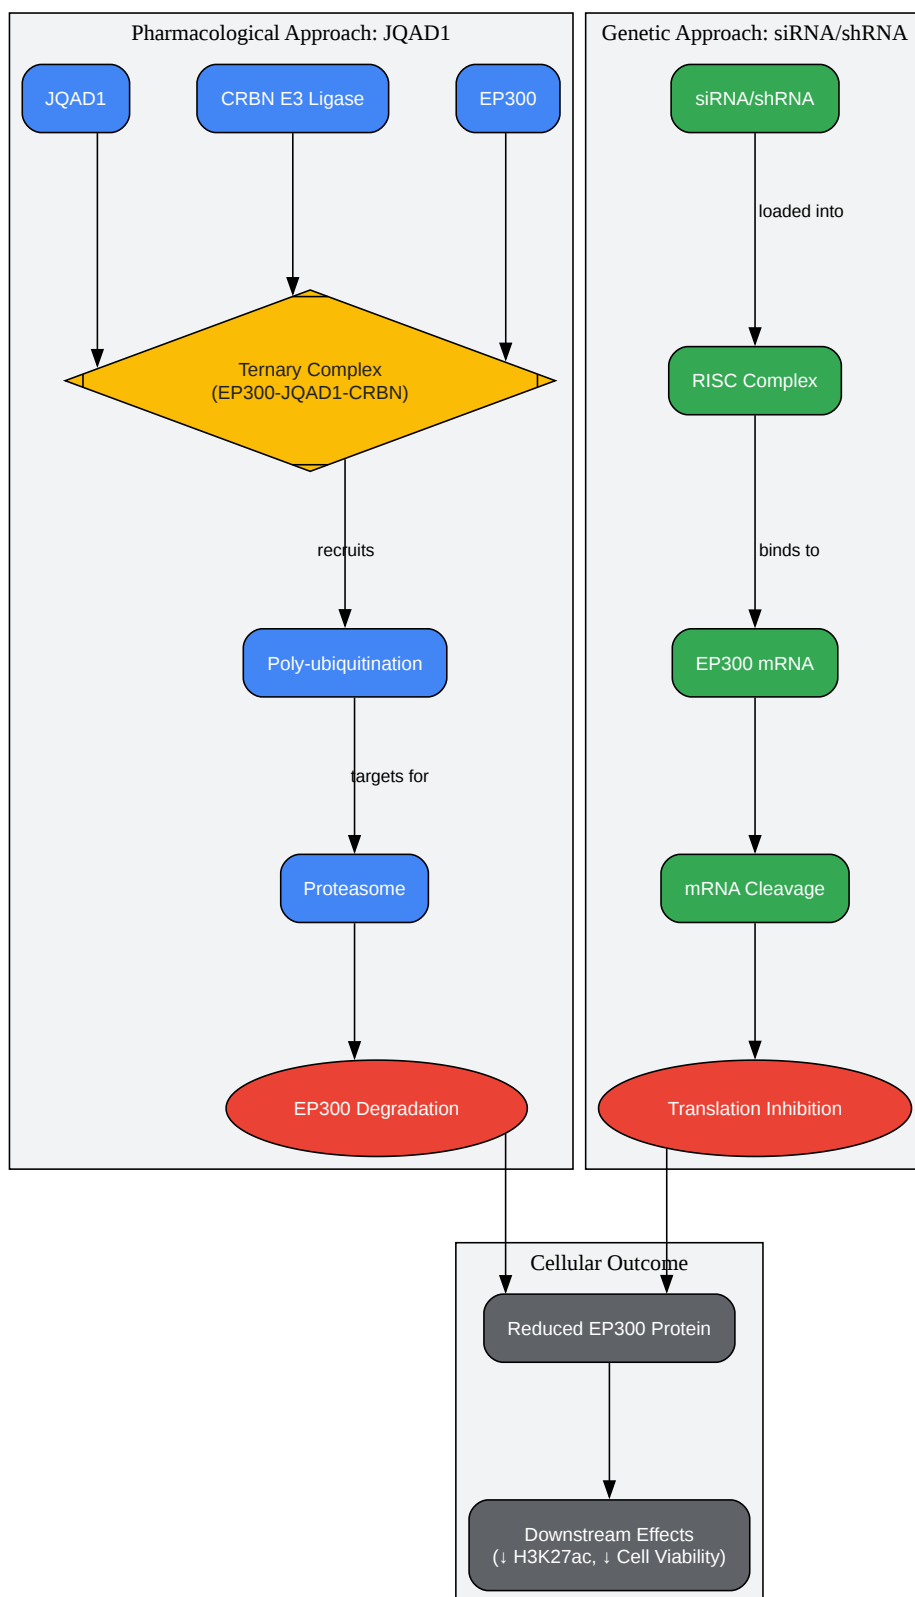 Pharmacological Approach: JQAD1
JQAD1
CRBN E3 Ligase
EP300
Ternary Complex
(EP300-JQAD1-CRBN)
recruits
Poly-ubiquitination
targets for
Proteasome
EP300 Degradation
Genetic Approach: siRNA/shRNA
siRNA/shRNA
loaded into
RISC Complex
binds to
EP300 mRNA
mRNA Cleavage
Translation Inhibition
Cellular Outcome
Reduced EP300 Protein
Downstream Effects
(↓ H3K27ac, ↓ Cell Viability)